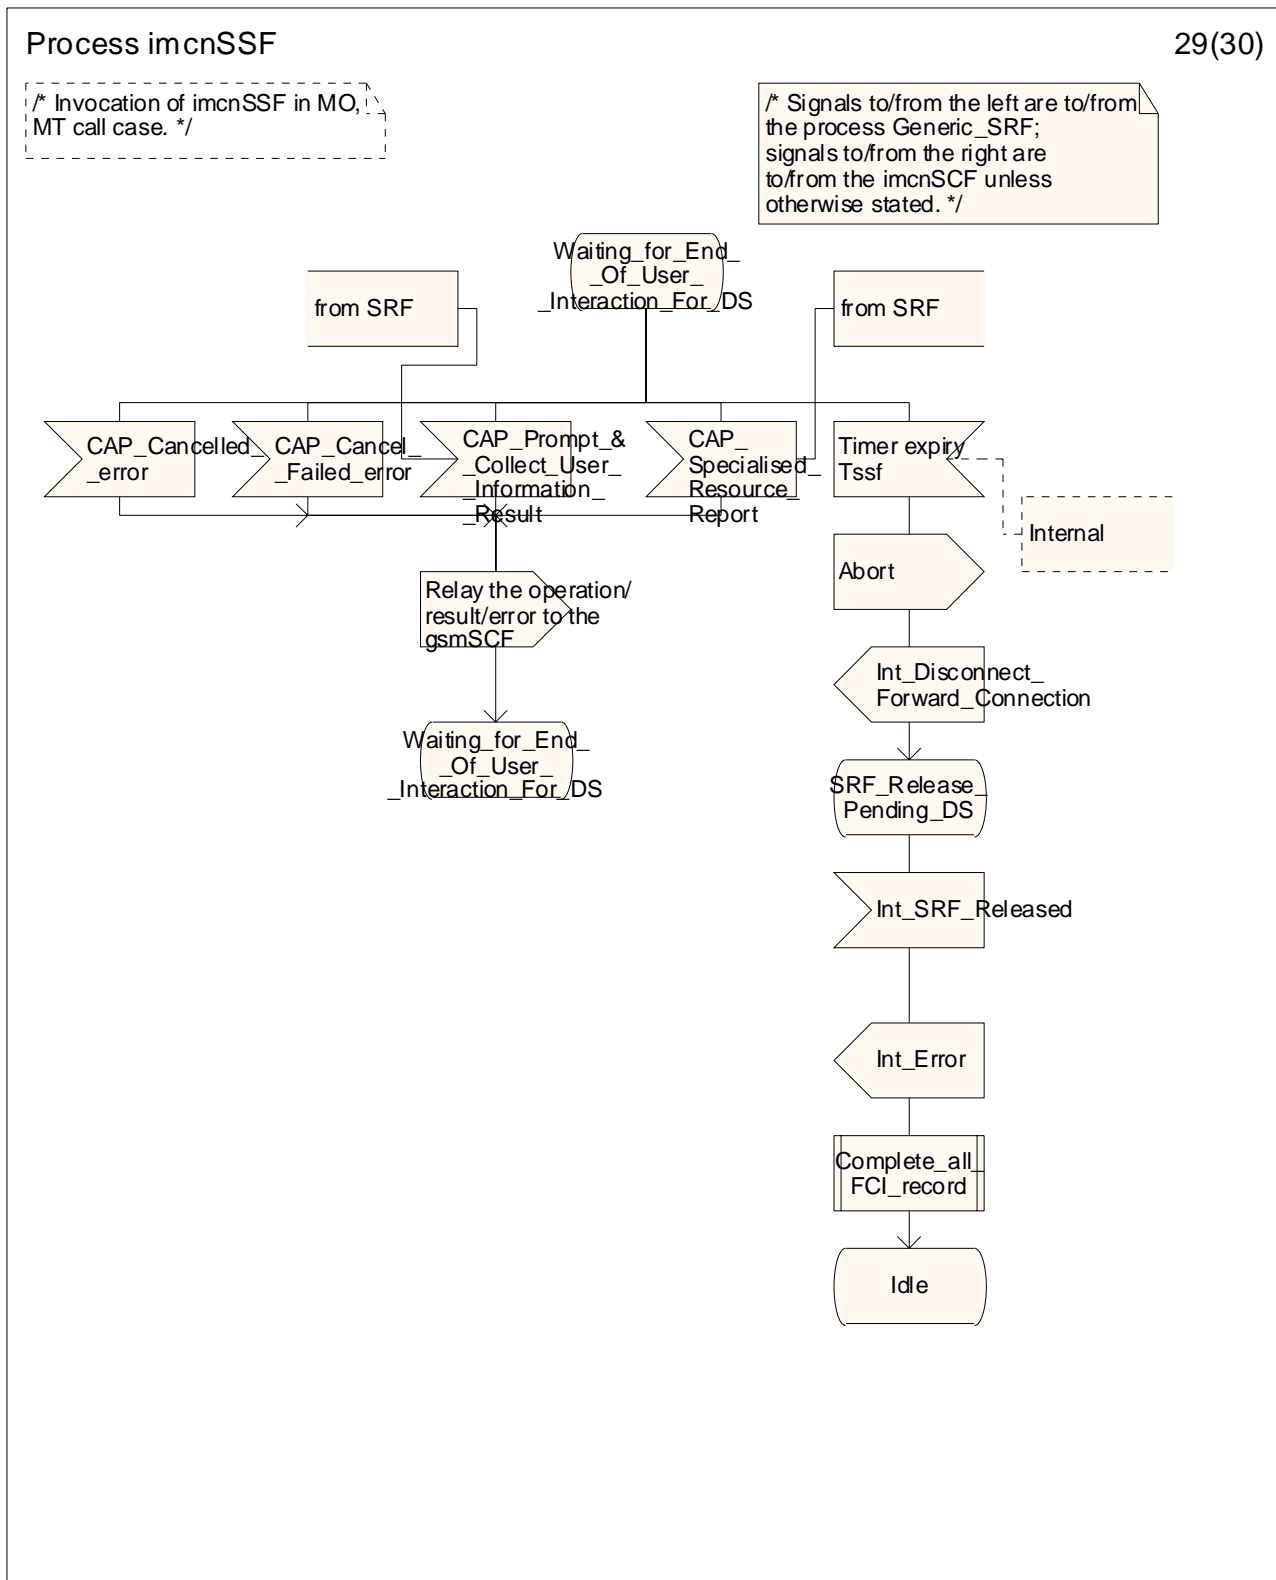 Process imcnSSF
29(30)
/* Invocation of imcnSSF in MO,
MT call case. */
/* Signals to/from the left are to/from
the process Generic_SRF;
signals to/from the right are
to/from the imcnSCF unless
otherwise stated. */
Waiting_for_End_
_Of_User_
_Interaction_For_DS
from SRF
from SRF
CAP_Cancelled_
_error
CAP_Cancel_
_Failed_error
CAP_Prompt_&
_Collect_User_
_Information_
_Result
CAP_
Specialised_
Resource_
Report
Timer expiry
Tssf
Internal
Abort
Relay the operation/
result/error to the
gsmSCF
Int_Disconnect_
Forward_Connection
Waiting_for_End_
_Of_User_
_Interaction_For_DS
SRF_Release_
Pending_DS
Int_SRF_Released
Int_Error
Complete_all_
FCI_record
Idle